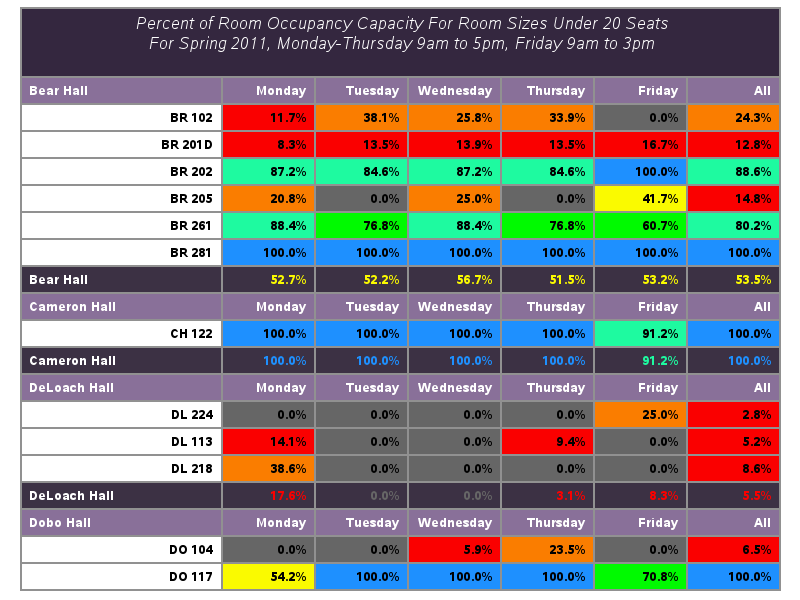 Percent of Room Occupancy Capacity For Room Sizes Under 20 Seats
For Spring 2011, Monday-Thursday 9am to 5pm, Friday 9am to 3pm
Bear Hall Monday Tuesday Wednesday Thursday Friday All
BR 102 11.7% 38.1% 25.8% 33.9% 0.0% 24.3%
BR 201D 8.3% 13.5% 13.9% 13.5% 16.7% 12.8%
BR 202 87.2% 84.6% 87.2% 84.6% 100.0% 88.6%
BR 205 20.8% 0.0% 25.0% 0.0% 41.7% 14.8%
BR 261 88.4% 76.8% 88.4% 76.8% 60.7% 80.2%
BR 281 100.0% 100.0% 100.0% 100.0% 100.0% 100.0%
Bear Hall 52.7% 52.2% 56.7% 51.5% 53.2% 53.5%
Cameron Hall Monday Tuesday Wednesday Thursday Friday All
CH 122 100.0% 100.0% 100.0% 100.0% 91.2% 100.0%
Cameron Hall 100.0% 100.0% 100.0% 100.0% 91.2% 100.0%
DeLoach Hall Monday Tuesday Wednesday Thursday Friday All
DL 224 0.0% 0.0% 0.0% 0.0% 25.0% 2.8%
DL 113 14.1% 0.0% 0.0% 9.4% 0.0% 5.2%
DL 218 38.6% 0.0% 0.0% 0.0% 0.0% 8.6%
DeLoach Hall 17.6% 0.0% 0.0% 3.1% 8.3% 5.5%
Dobo Hall Monday Tuesday Wednesday Thursday Friday All
DO 104 0.0% 0.0% 5.9% 23.5% 0.0% 6.5%
DO 117 54.2% 100.0% 100.0% 100.0% 70.8% 100.0%